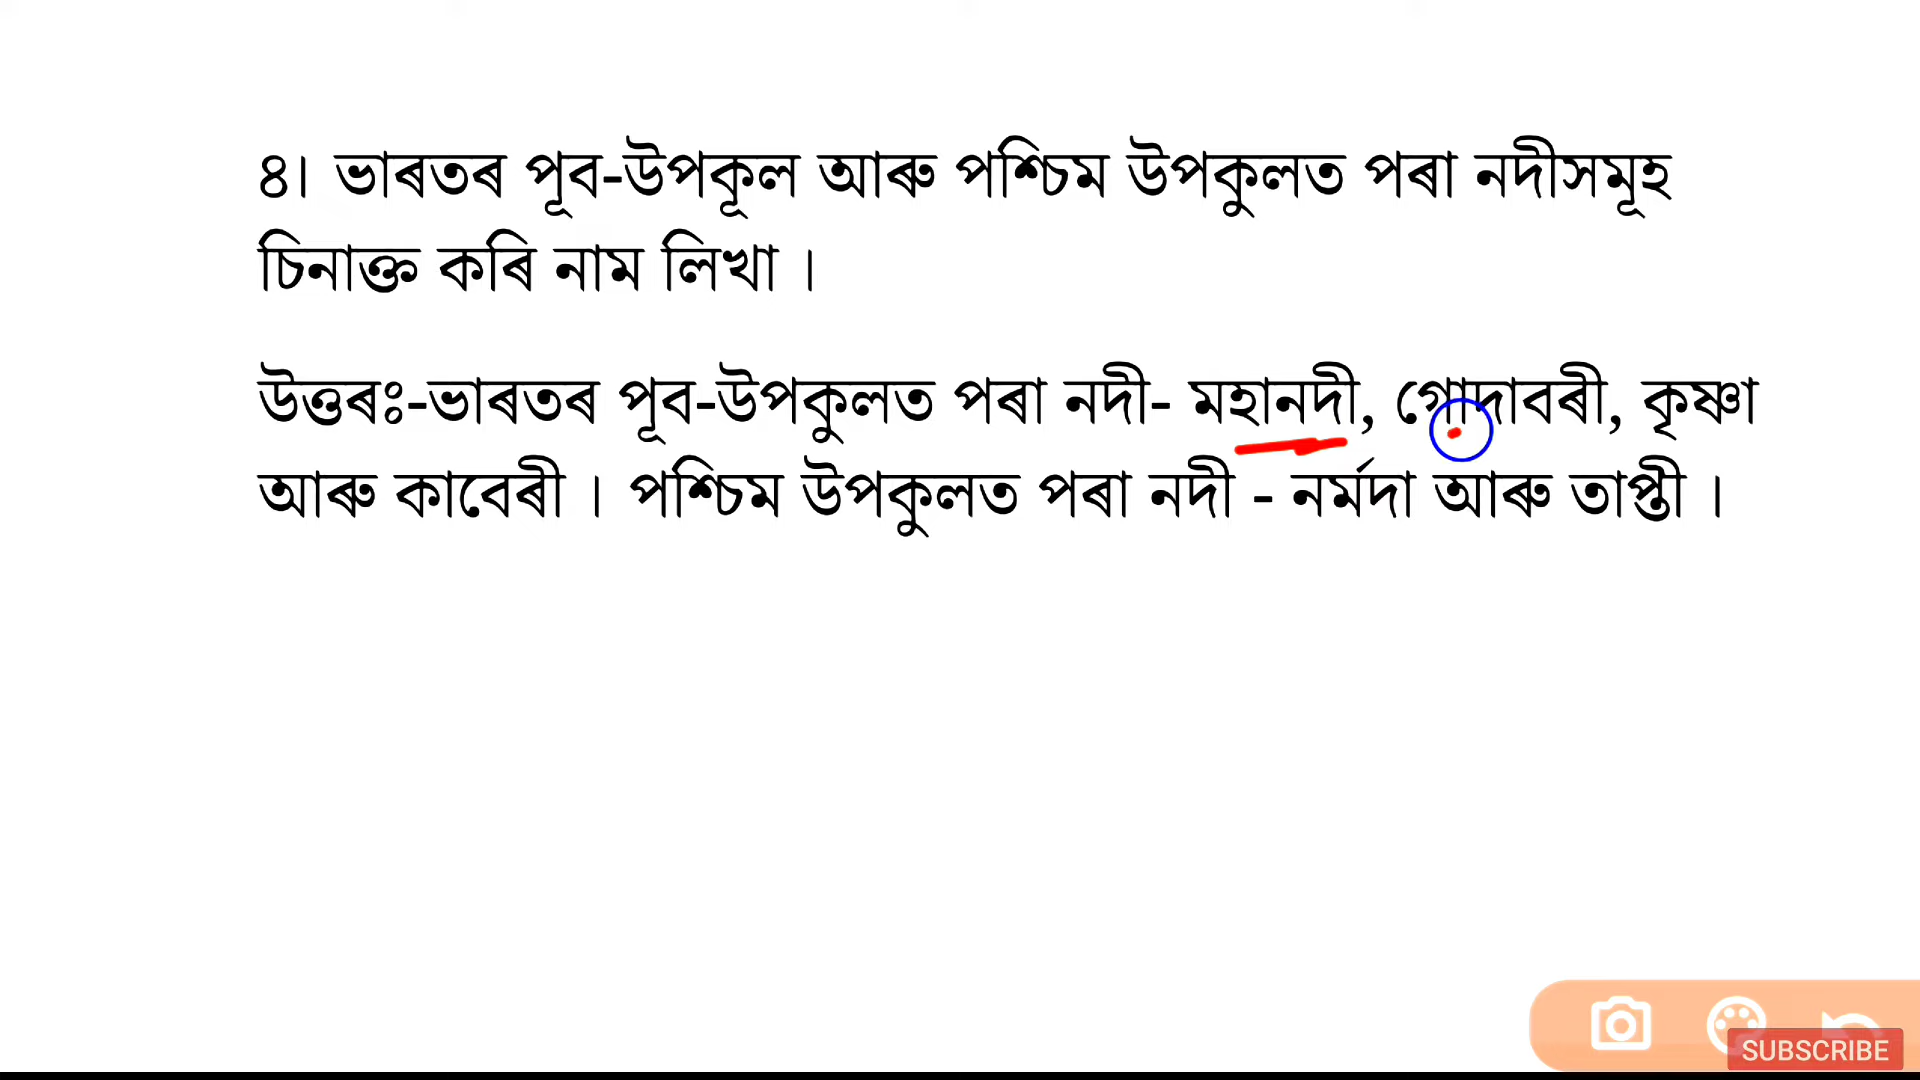 ৪। ভাৰতৰ পূব-উপকূল আৰু পশ্চিম উপকুলত পৰা নদীসমূহ
চিনাক্ত কৰি নাম লিখা ।
উত্তৰঃ-ভাৰতৰ পূব-উপকুলত পৰা নদী- মহানদী, গোদাবৰী, কৃষ্ণা
আৰু কাবেৰী । পশ্চিম উপকুলত পৰা নদী - নৰ্মদা আৰু তাপ্তী ।
SUBSCRIBE